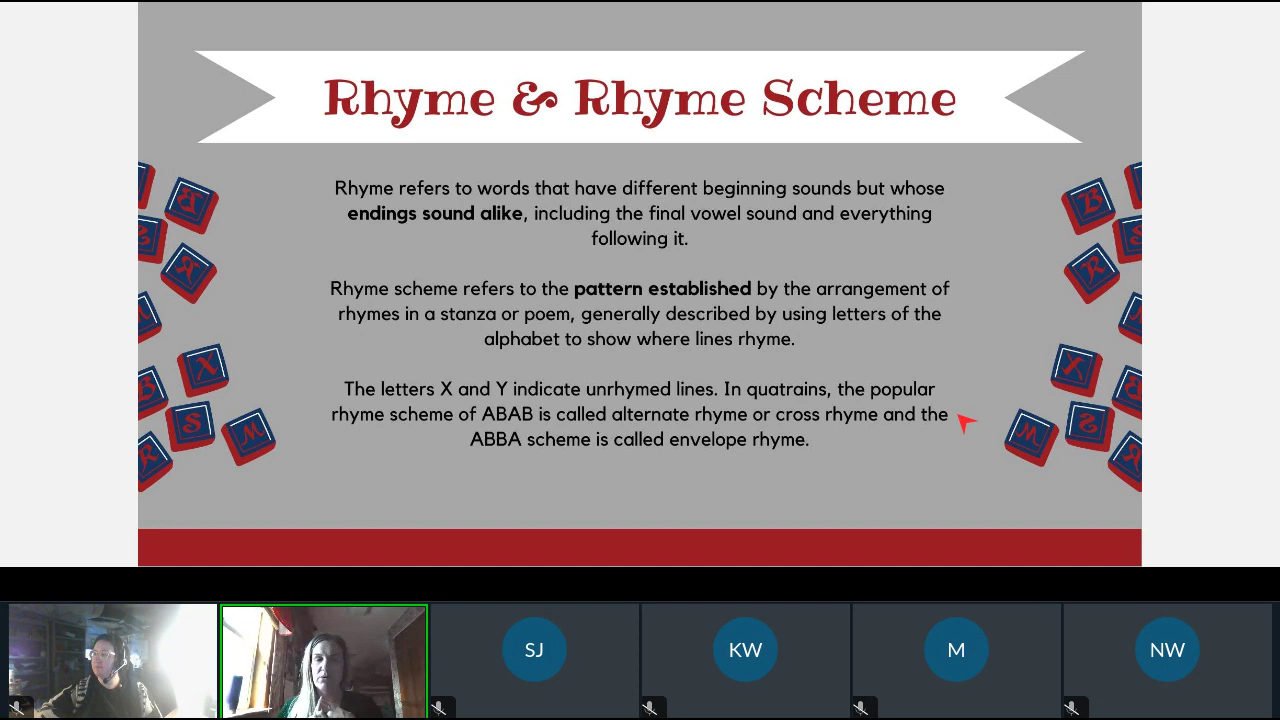 Rhyme & Rhyme Scheme
Rhyme refers to words that have different beginning sounds but whose
endings sound alike, including the final vowel sound and everything
following it.
Rhyme scheme refers to the pattern established by the arrangement of
rhymes in a stanza or poem, generally described by using letters of the
alphabet to show where lines rhyme.
The letters X and Y indicate unrhymed lines. In quatrains, the popular
rhyme scheme of ABAB is called alternate rhyme or cross rhyme and the
ABBA scheme is called envelope rhyme.
B
R
X
B
S
M
R
B
S
R
X
M
SJ
KW
M
NW